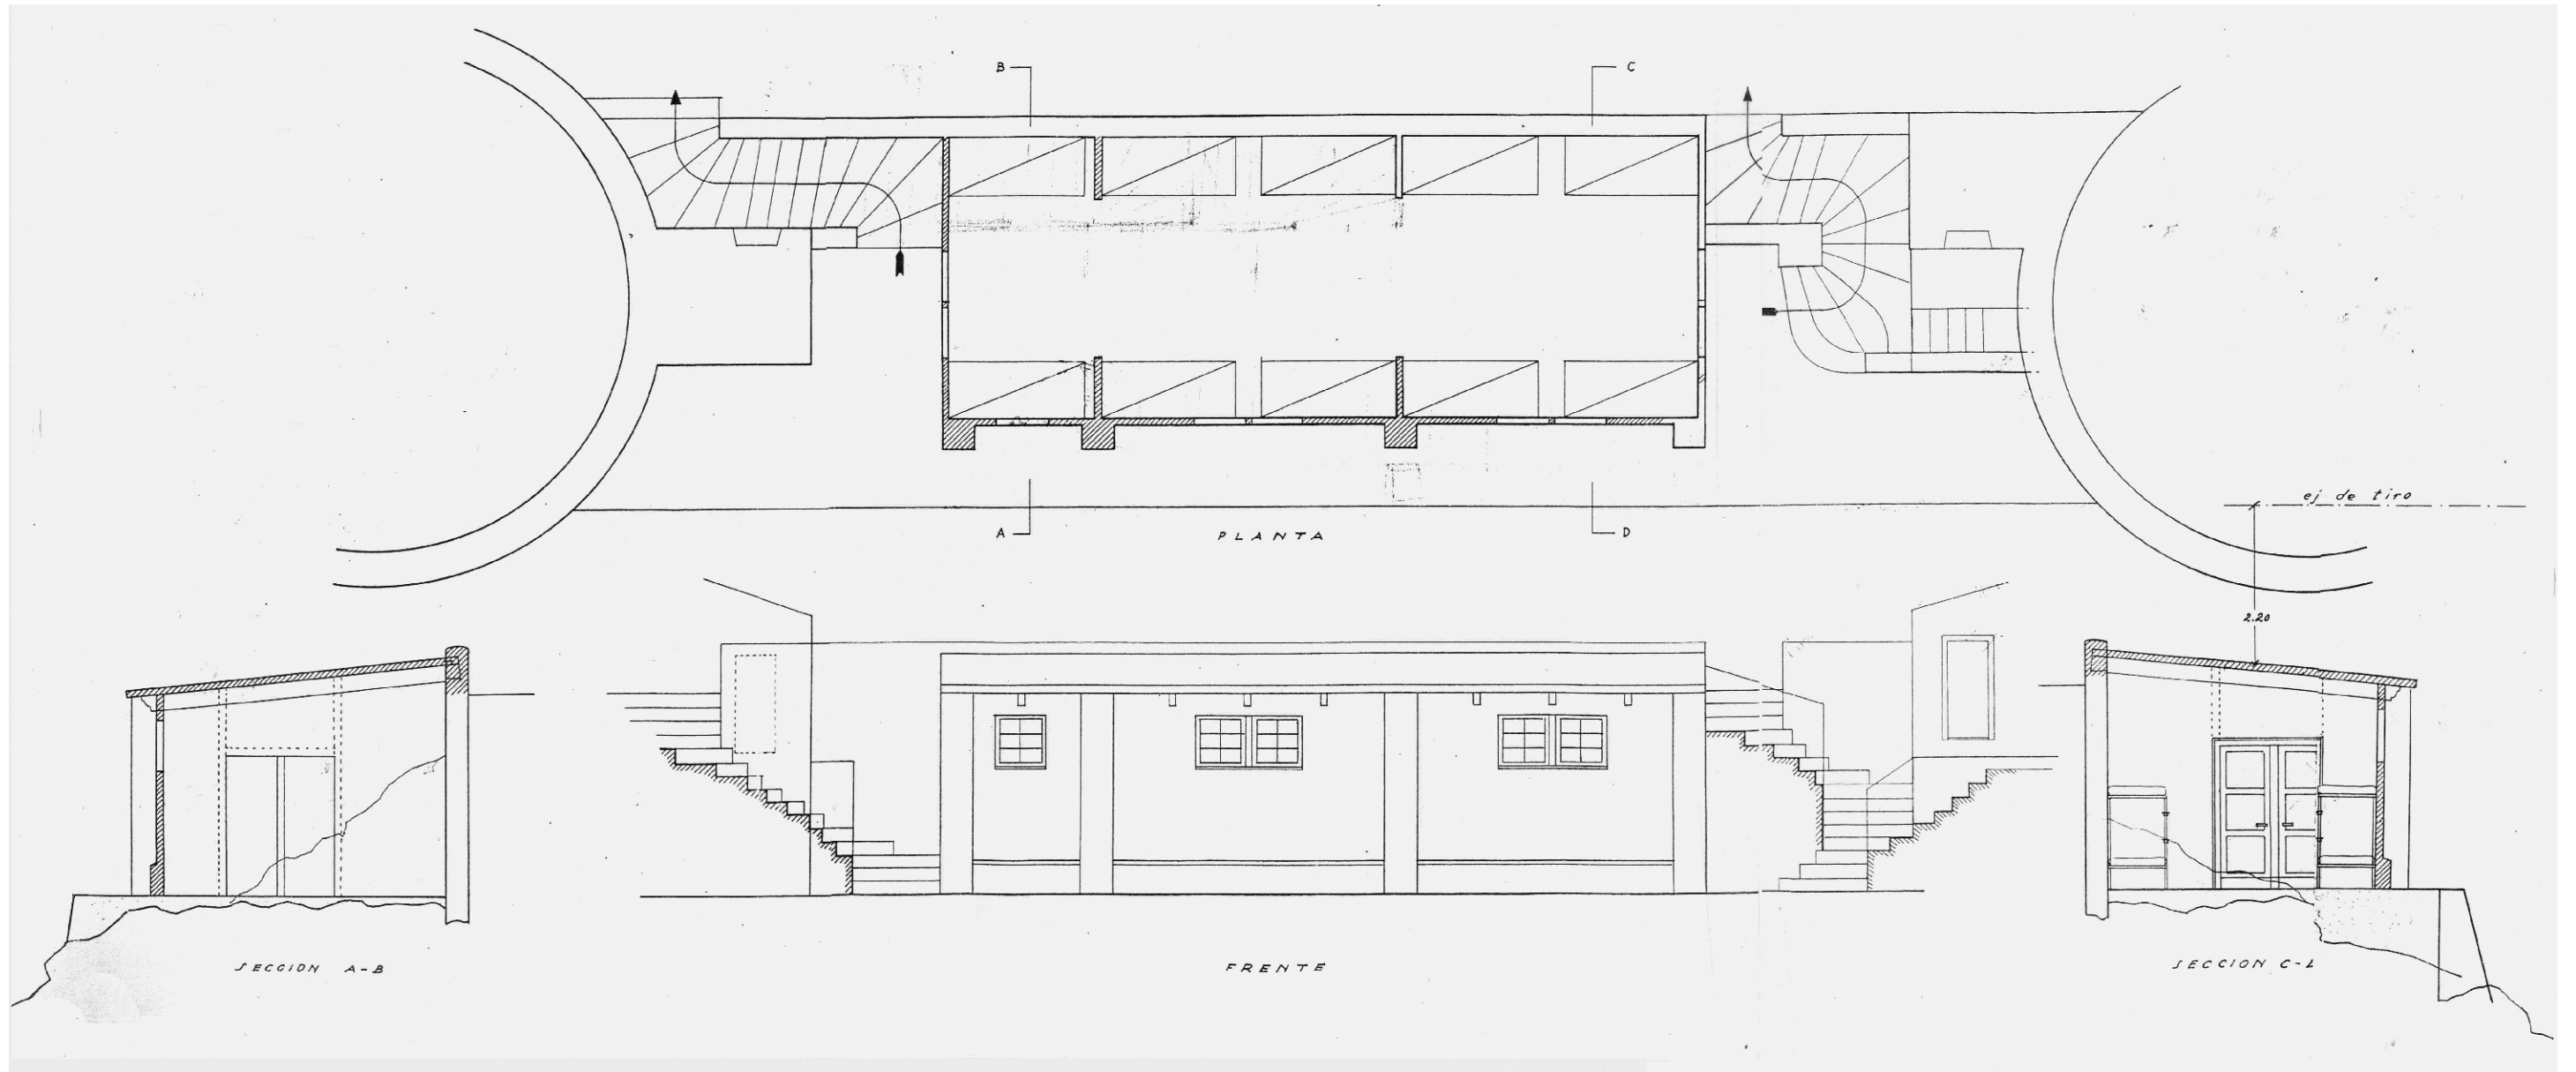 B
C
ej de tiro
A
PLANTA
D
2.20
SECCION A-B
FRENTE
SECCION C-L